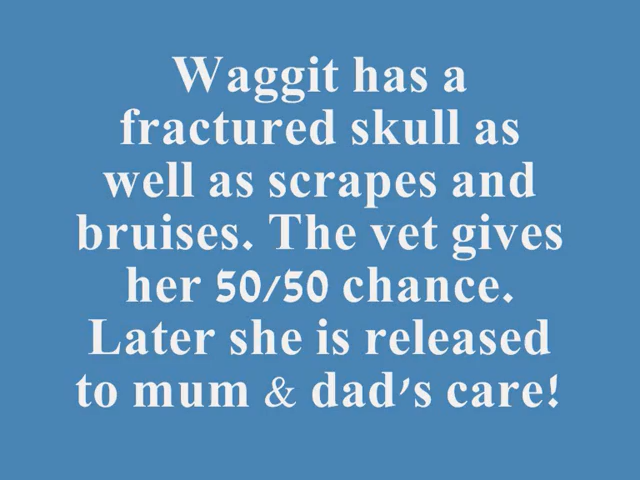 Waggit has a
fractured skull as
well as scrapes and
bruises. The vet gives
her 50/50 chance.
Later she is released
to mum & dad's care!